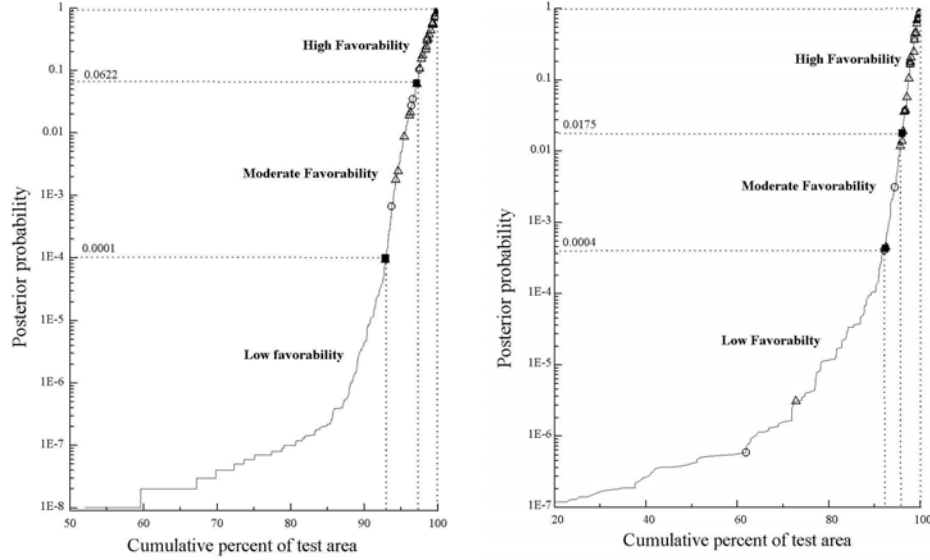 1
High Favorability
0.0622
0.1
0.01
Moderate Favorability
1E-3
0.0001
1E-4
1E-5
Low favorability
1E-6
1E-7
1E-8
Posterior probability
50
60
70
80
90
100
Cumulative percent of test area
1
High Favorability
0.1
0.0175
0.01
Moderate Favorability
1E-3
0.0004
1E-4
Low Favorabilty
1E-5
1E-6
1E-7
Posterior probability
20
40
60
80
100
Cumulative percent of test area